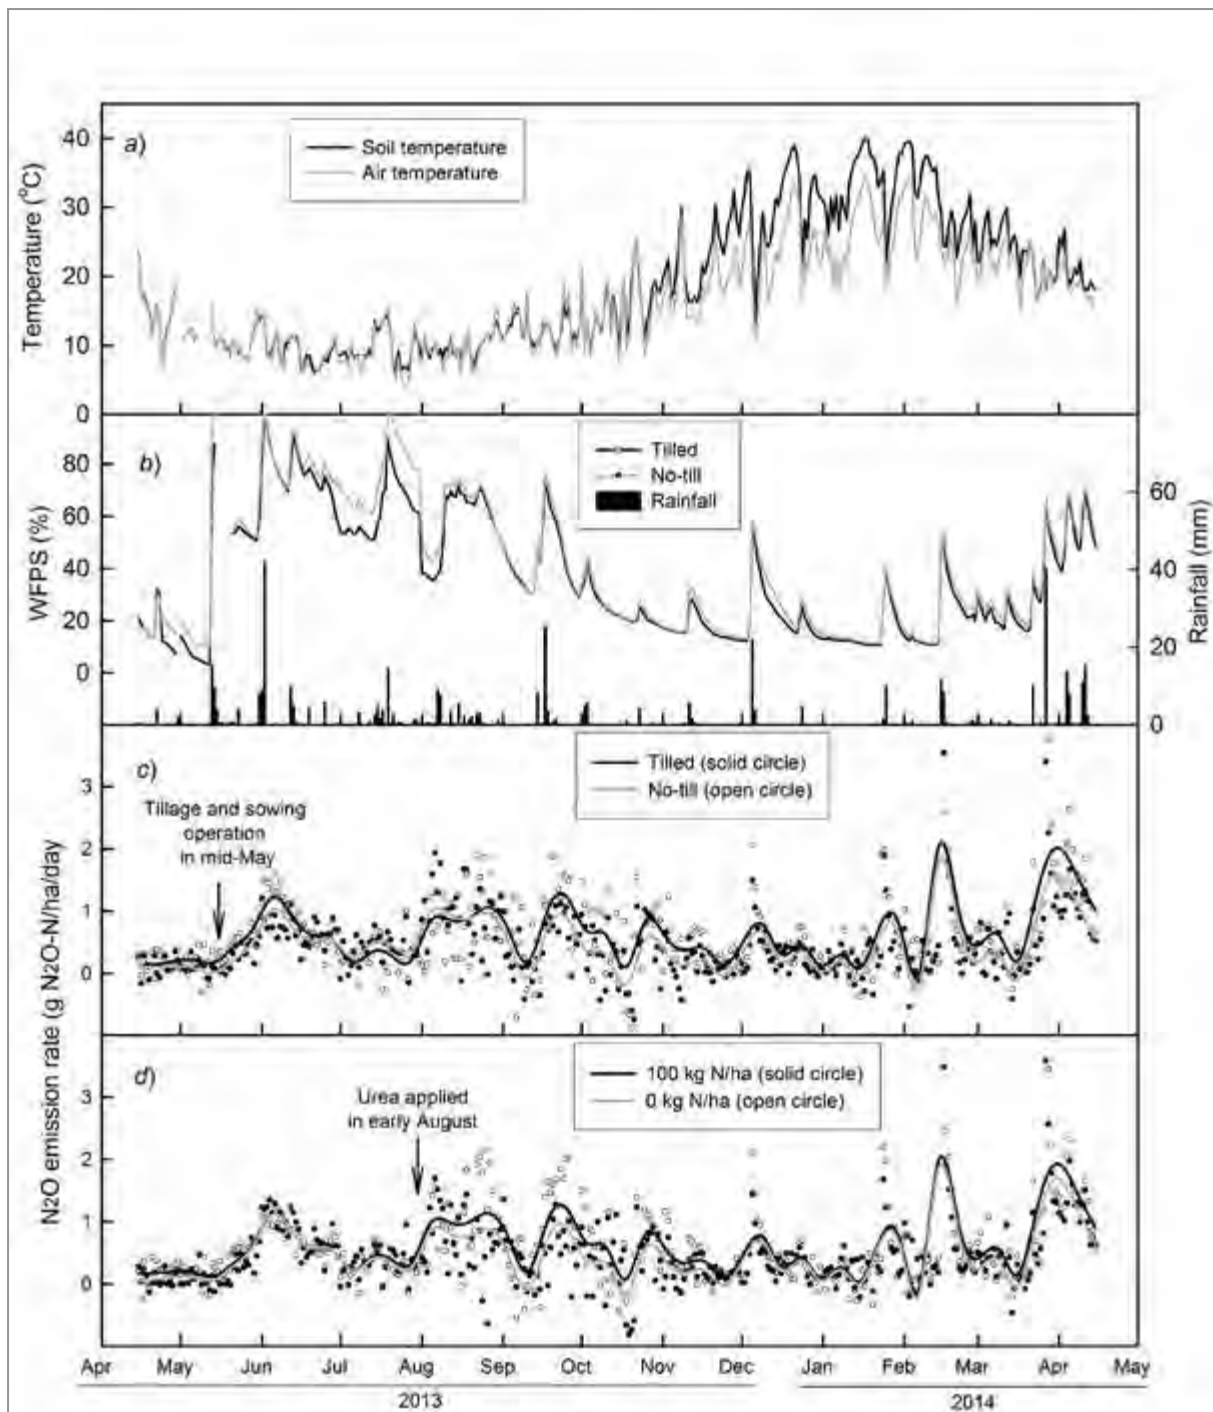 a)
Soil temperature
Air temperature
Temperature (°C)
40
30
20
10
0
b)
Tilled
No-till
Rainfall
WFPS (%)
80
60
40
20
0
Rainfall (mm)
60
40
20
0
c)
Tilled (solid circle)
No-till (open circle)
Tillage and sowing
operation
in mid-May
3
2
1
0
N2O emission rate (g N2O-N/ha/day
d)
100 kg N/ha (solid circle)
0 kg N/ha (open circle)
Urea applied
in early August
3
2
1
0
Apr May Jun Jul Aug Sep Oct Nov Dec Jan Feb Mar Apr May
2013 2014